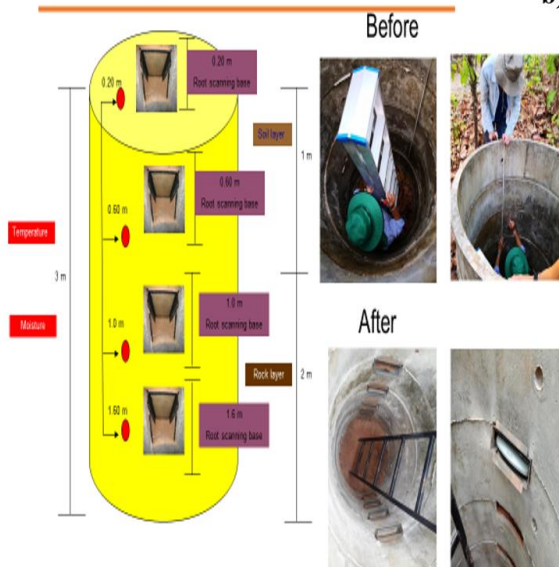 b)
Before
0.20 m
0.20 m
Root scanning base
Soil layer
1 m
0.60 m
Root scanning base
0.60 m
Temperature
3 m
Moisture
1.0 m
Root scanning base
1.0 m
After
Rock layer
2 m
1.60 m
1.6 m
Root scanning base